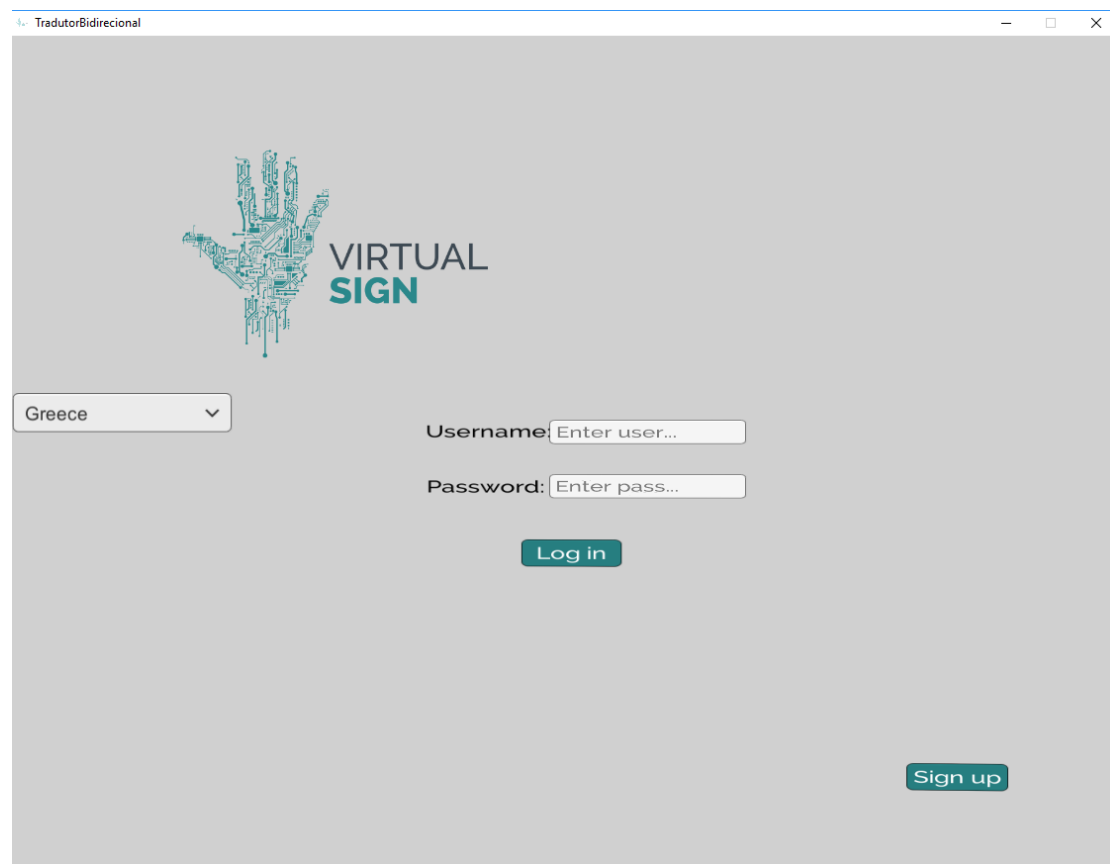 TradutorBidirecional
VIRTUAL
SIGN
Greece
Username: Enter user...
Password: Enter pass...
Log in
Sign up